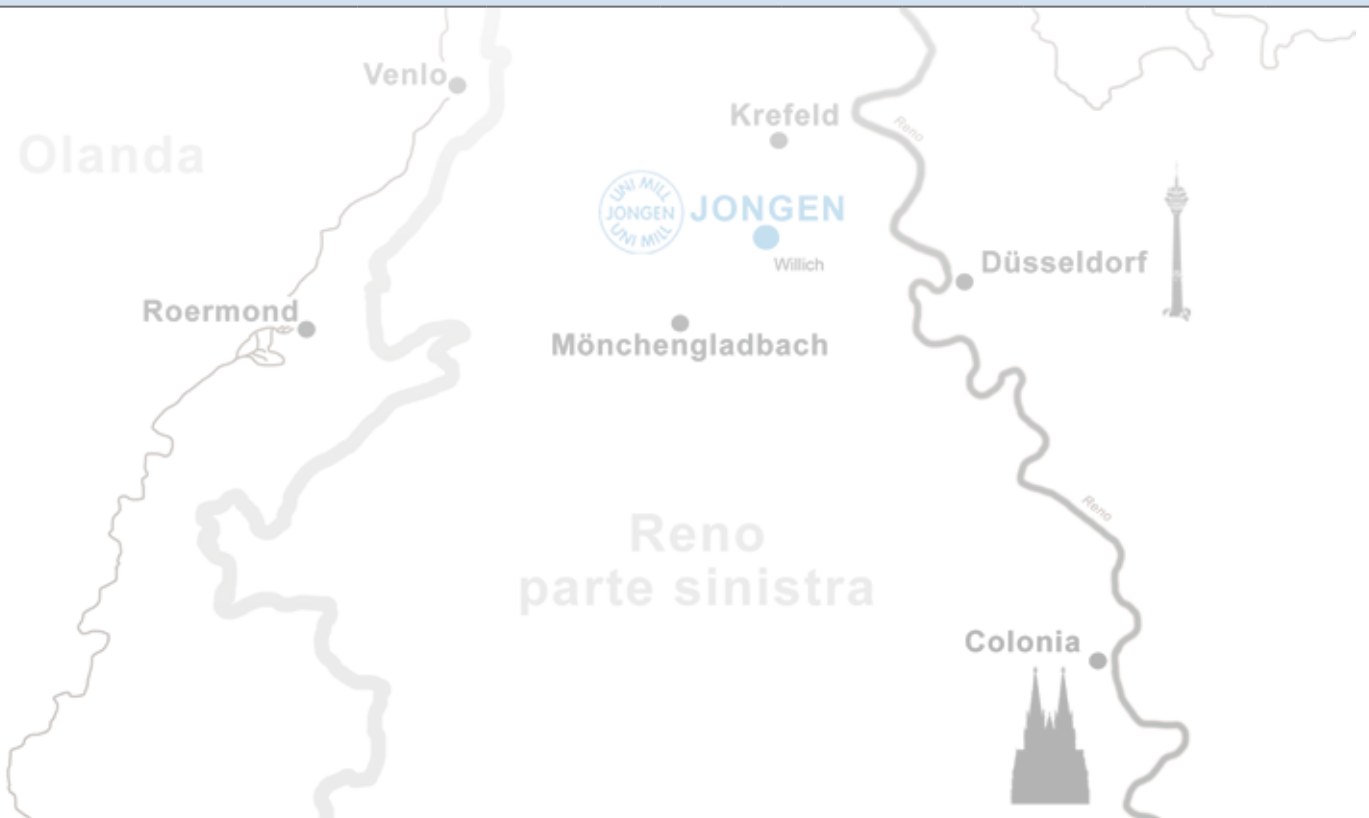 Venlo
Krefeld
Reno
Olanda
UNI MILL
JONGEN
UNI MILL
JONGEN
Willich
Düsseldorf
Roermond
Mönchengladbach
Reno
Reno
parte sinistra
Colonia